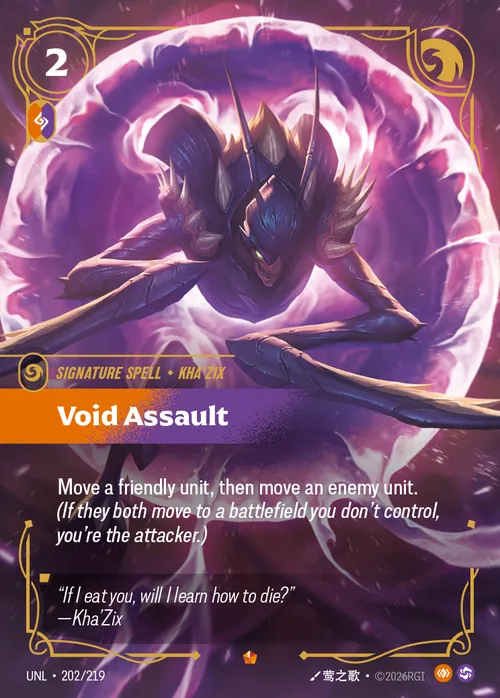 2
SIGNATURE SPELL • KHA'ZIX
Void Assault
Move a friendly unit, then move an enemy unit.
(If they both move to a battlefield you don't control,
you're the attacker.)
"If I eat you, will I learn how to die?"
—Kha'Zix
UNL • 202/219
莺之歌 • ©2026RGI